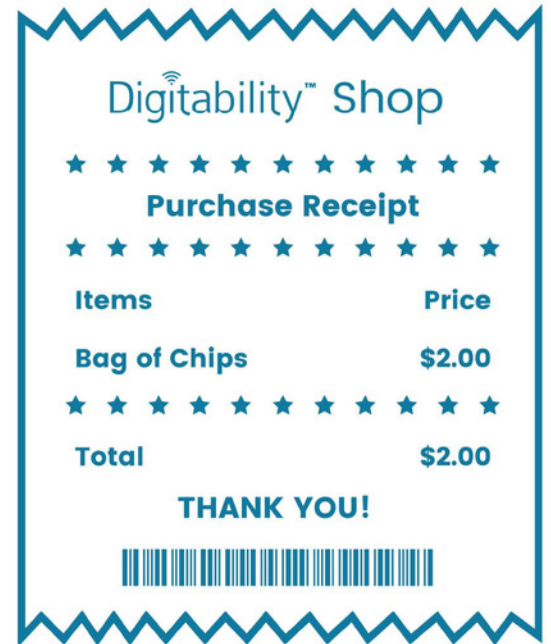 Digitability™ Shop
Purchase Receipt
Items Price
Bag of Chips $2.00
Total $2.00
THANK YOU!